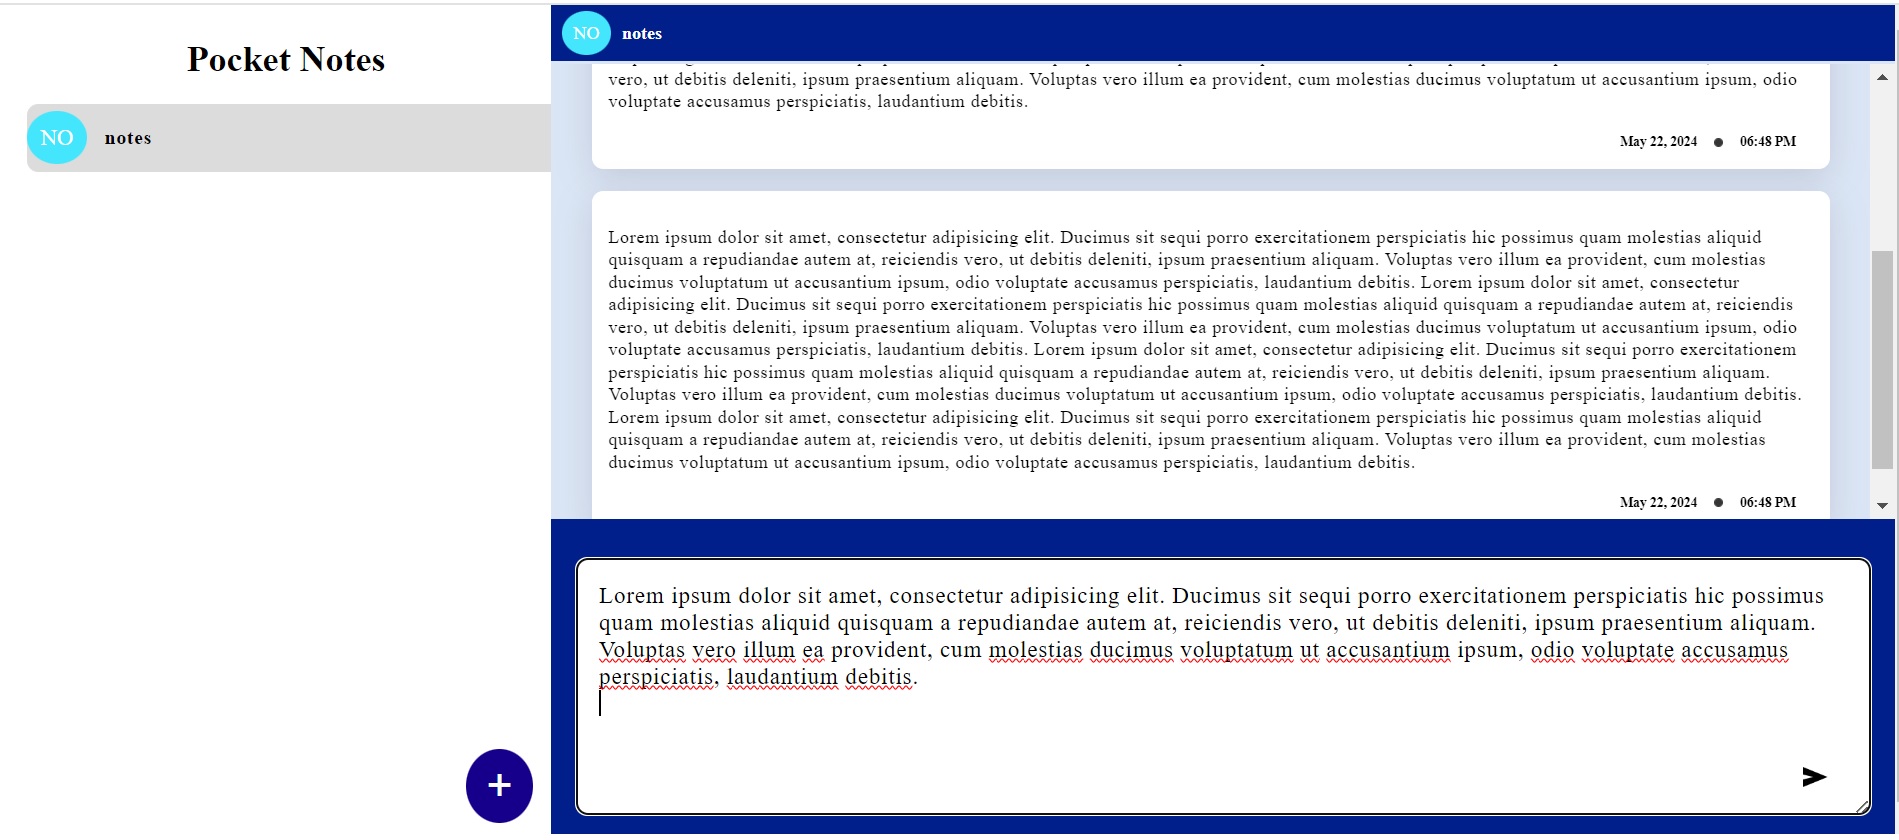 Pocket Notes
NO
notes
NO
notes
vero, ut debitis deleniti, ipsum praesentium aliquam. Voluptas vero illum ea provident, cum molestias ducimus voluptatum ut accusantium ipsum, odio
voluptate accusamus perspiciatis, laudantium debitis.
May 22, 2024 ● 06:48 PM
Lorem ipsum dolor sit amet, consectetur adipisicing elit. Ducimus sit sequi porro exercitationem perspiciatis hic possimus quam molestias aliquid
quisquam a repudiandae autem at, reiciendis vero, ut debitis deleniti, ipsum praesentium aliquam. Voluptas vero illum ea provident, cum molestias
ducimus voluptatum ut accusantium ipsum, odio voluptate accusamus perspiciatis, laudantium debitis. Lorem ipsum dolor sit amet, consectetur
adipisicing elit. Ducimus sit sequi porro exercitationem perspiciatis hic possimus quam molestias aliquid quisquam a repudiandae autem at, reiciendis
vero, ut debitis deleniti, ipsum praesentium aliquam. Voluptas vero illum ea provident, cum molestias ducimus voluptatum ut accusantium ipsum, odio
voluptate accusamus perspiciatis, laudantium debitis. Lorem ipsum dolor sit amet, consectetur adipisicing elit. Ducimus sit sequi porro exercitationem
perspiciatis hic possimus quam molestias aliquid quisquam a repudiandae autem at, reiciendis vero, ut debitis deleniti, ipsum praesentium aliquam.
Voluptas vero illum ea provident, cum molestias ducimus voluptatum ut accusantium ipsum, odio voluptate accusamus perspiciatis, laudantium debitis.
Lorem ipsum dolor sit amet, consectetur adipisicing elit. Ducimus sit sequi porro exercitationem perspiciatis hic possimus quam molestias aliquid
quisquam a repudiandae autem at, reiciendis vero, ut debitis deleniti, ipsum praesentium aliquam. Voluptas vero illum ea provident, cum molestias
ducimus voluptatum ut accusantium ipsum, odio voluptate accusamus perspiciatis, laudantium debitis.
May 22, 2024 ● 06:48 PM
Lorem ipsum dolor sit amet, consectetur adipisicing elit. Ducimus sit sequi porro exercitationem perspiciatis hic possimus
quam molestias aliquid quisquam a repudiandae autem at, reiciendis vero, ut debitis deleniti, ipsum praesentium aliquam.
Voluptas vero illum ea provident, cum molestias ducimus voluptatum ut accusantium ipsum, odio voluptate accusamus
perspiciatis, laudantium debitis.
+